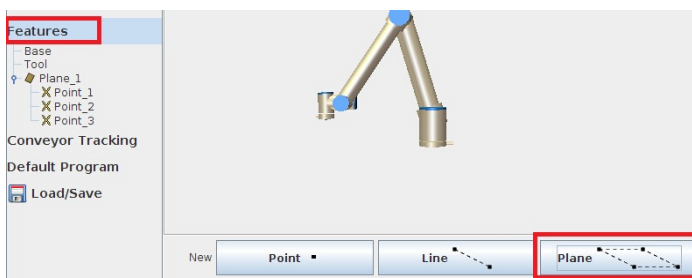 Features
Base
Tool
Plane_1
Point_1
Point_2
Point_3
Conveyor Tracking
Default Program
Load/Save
New Point Line Plane